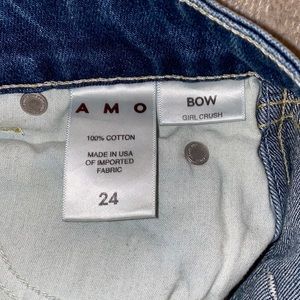 AMO
100% COTTON
MADE IN USA
OF IMPORTED
FABRIC
24
BOW
GIRL CRUSH